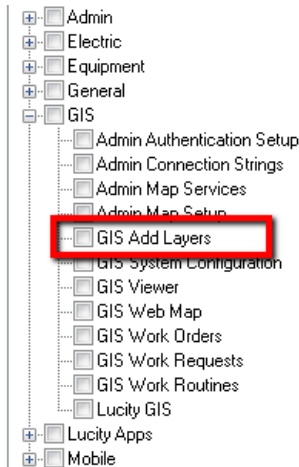 Admin
Electric
Equipment
General
GIS
Admin Authentication Setup
Admin Connection Strings
Admin Map Services
Admin Map Setup
GIS Add Layers
GIS System Configuration
GIS Viewer
GIS Web Map
GIS Work Orders
GIS Work Requests
GIS Work Routines
Lucity GIS
Lucity Apps
Mobile